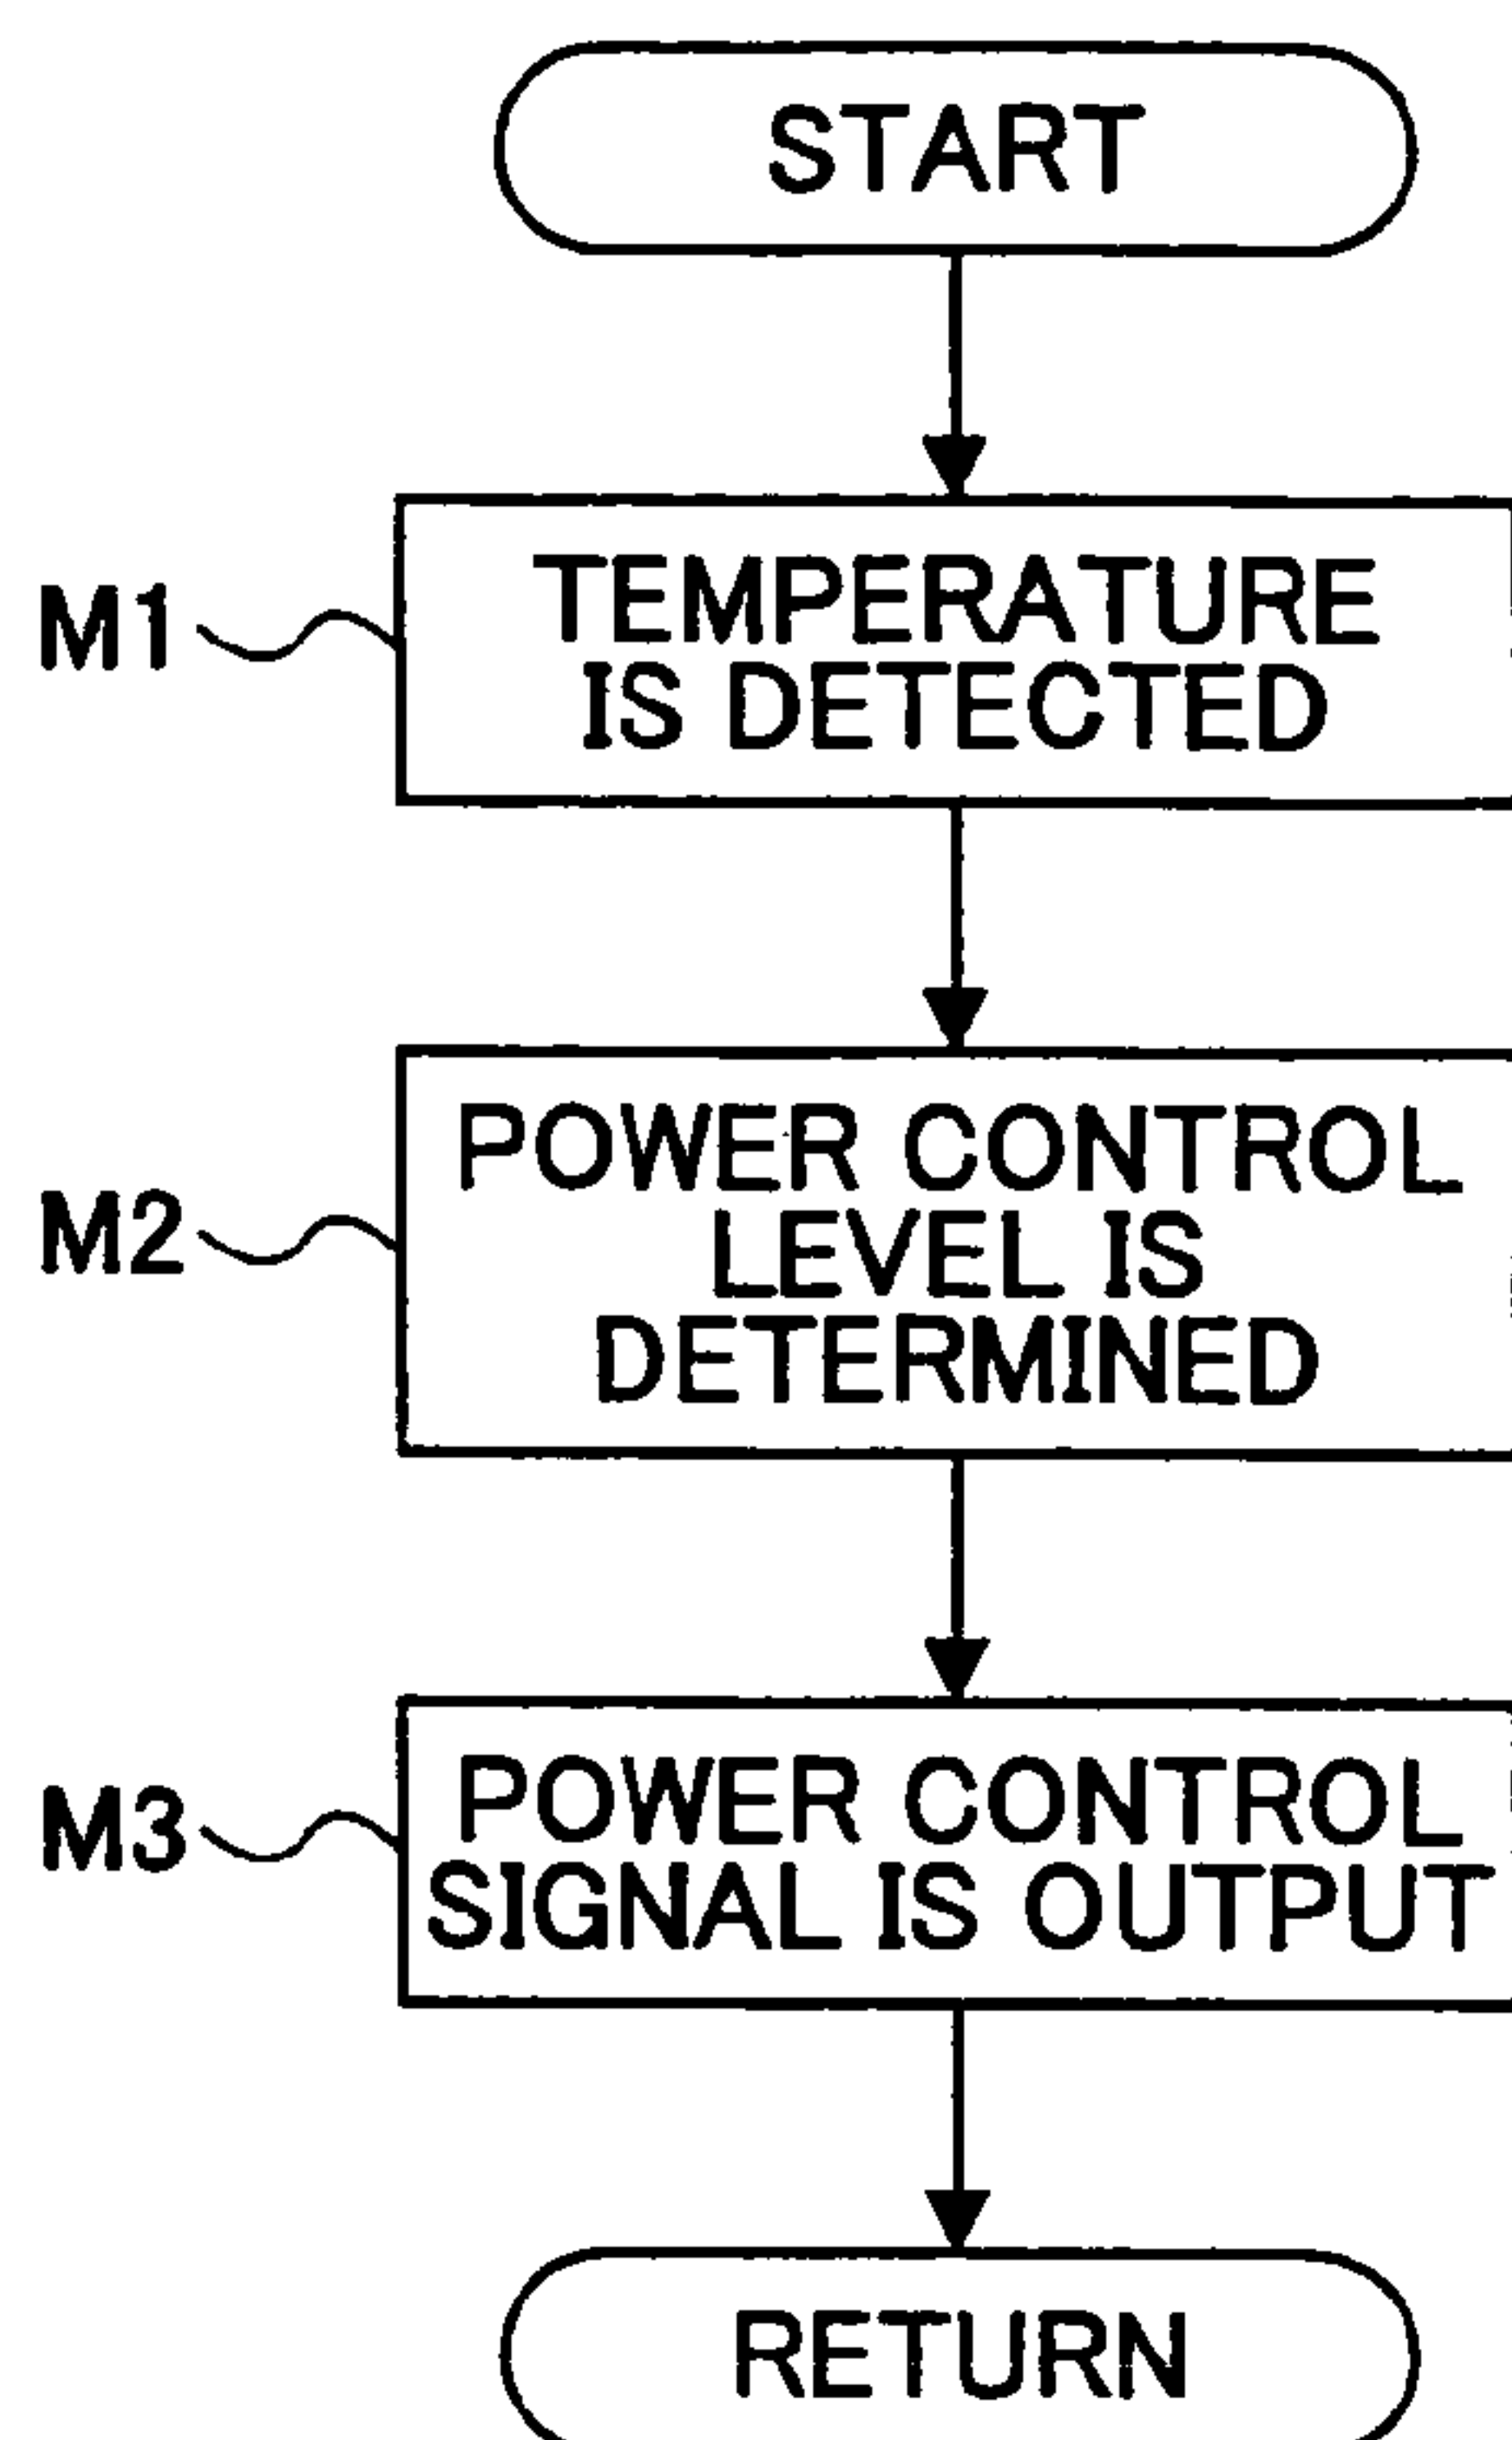 START
M1
TEMPERATURE
IS DETECTED
M2
POWER CONTROL
LEVEL IS
DETERMINED
M3
POWER CONTROL
SIGNAL IS OUTPUT
RETURN